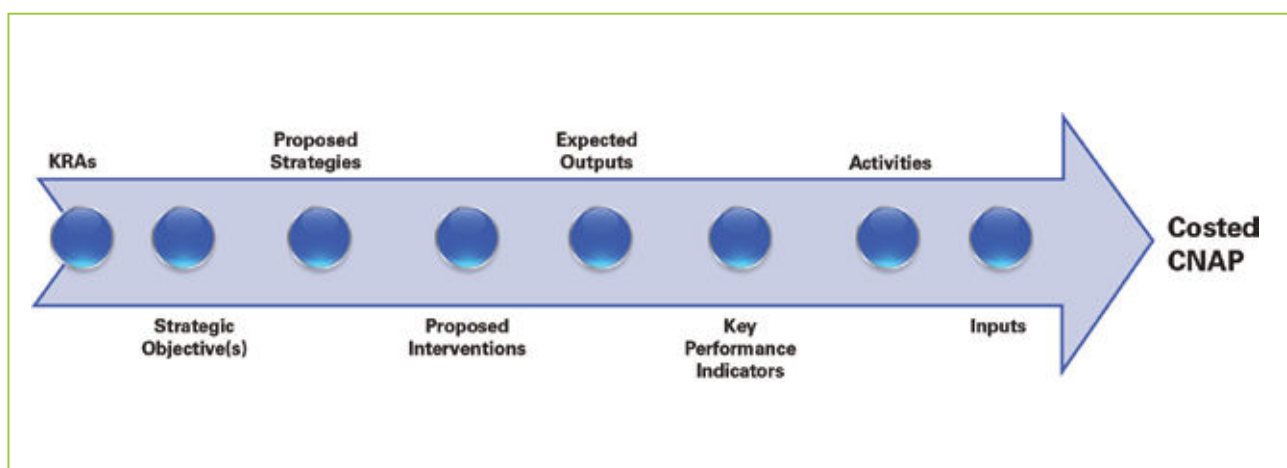 KRAs
Strategic
Objective(s)
Proposed
Strategies
Proposed
Interventions
Expected
Outputs
Key
Performance
Indicators
Activities
Inputs
Costed
CNAP